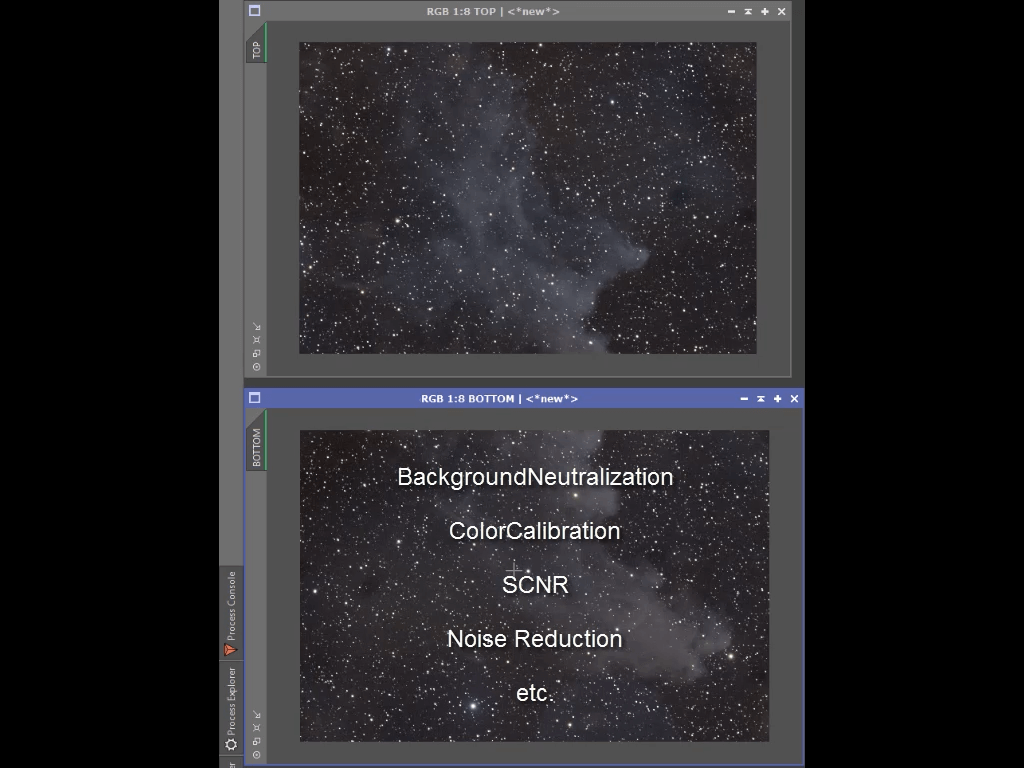 RGB 1:8 TOP | <*new*>
TOP
RGB 1:8 BOTTOM | <*new*>
BOTTOM
BackgroundNeutralization
ColorCalibration
SCNR
Noise Reduction
etc.
Process Console
Process Explorer
er